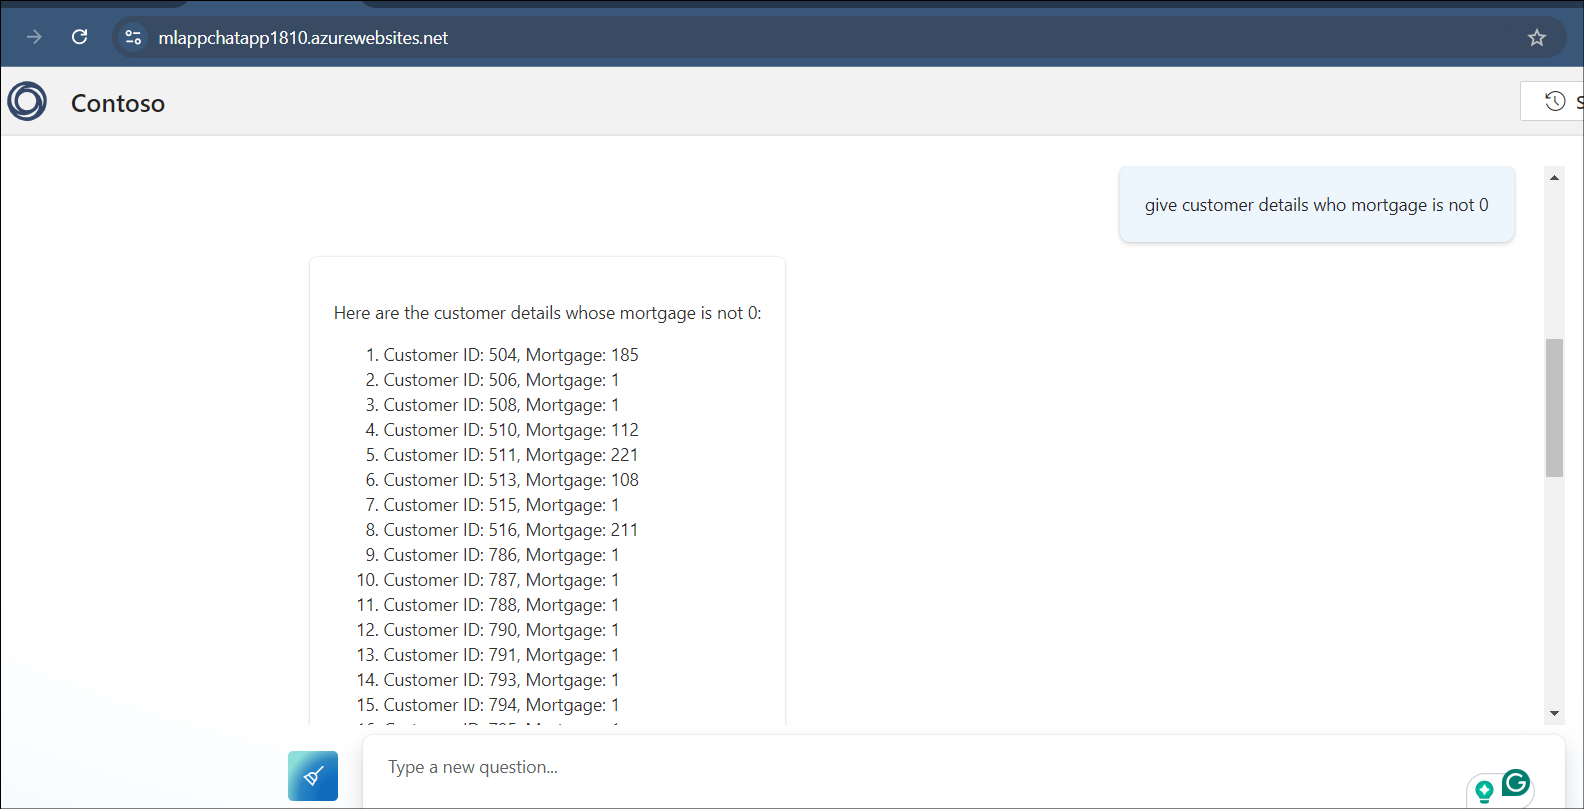 mlappchatapp1810.azurewebsites.net
Contoso
give customer details who mortgage is not 0
Here are the customer details whose mortgage is not 0:
1. Customer ID: 504, Mortgage: 185
2. Customer ID: 506, Mortgage: 1
3. Customer ID: 508, Mortgage: 1
4. Customer ID: 510, Mortgage: 112
5. Customer ID: 511, Mortgage: 221
6. Customer ID: 513, Mortgage: 108
7. Customer ID: 515, Mortgage: 1
8. Customer ID: 516, Mortgage: 211
9. Customer ID: 786, Mortgage: 1
10. Customer ID: 787, Mortgage: 1
11. Customer ID: 788, Mortgage: 1
12. Customer ID: 790, Mortgage: 1
13. Customer ID: 791, Mortgage: 1
14. Customer ID: 793, Mortgage: 1
15. Customer ID: 794, Mortgage: 1
Type a new question...